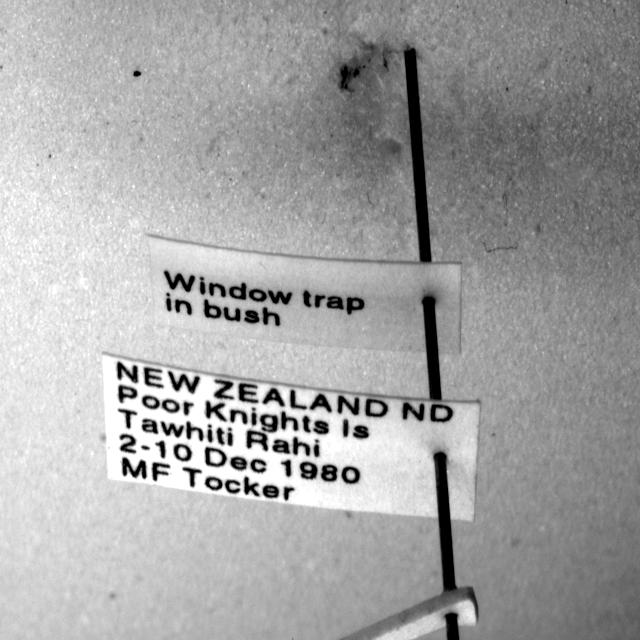 Window trap
in bush
NEW ZEALAND ND
Poor Knights Is
Tawhiti Rahi
2-10 Dec 1980
MF Tocker